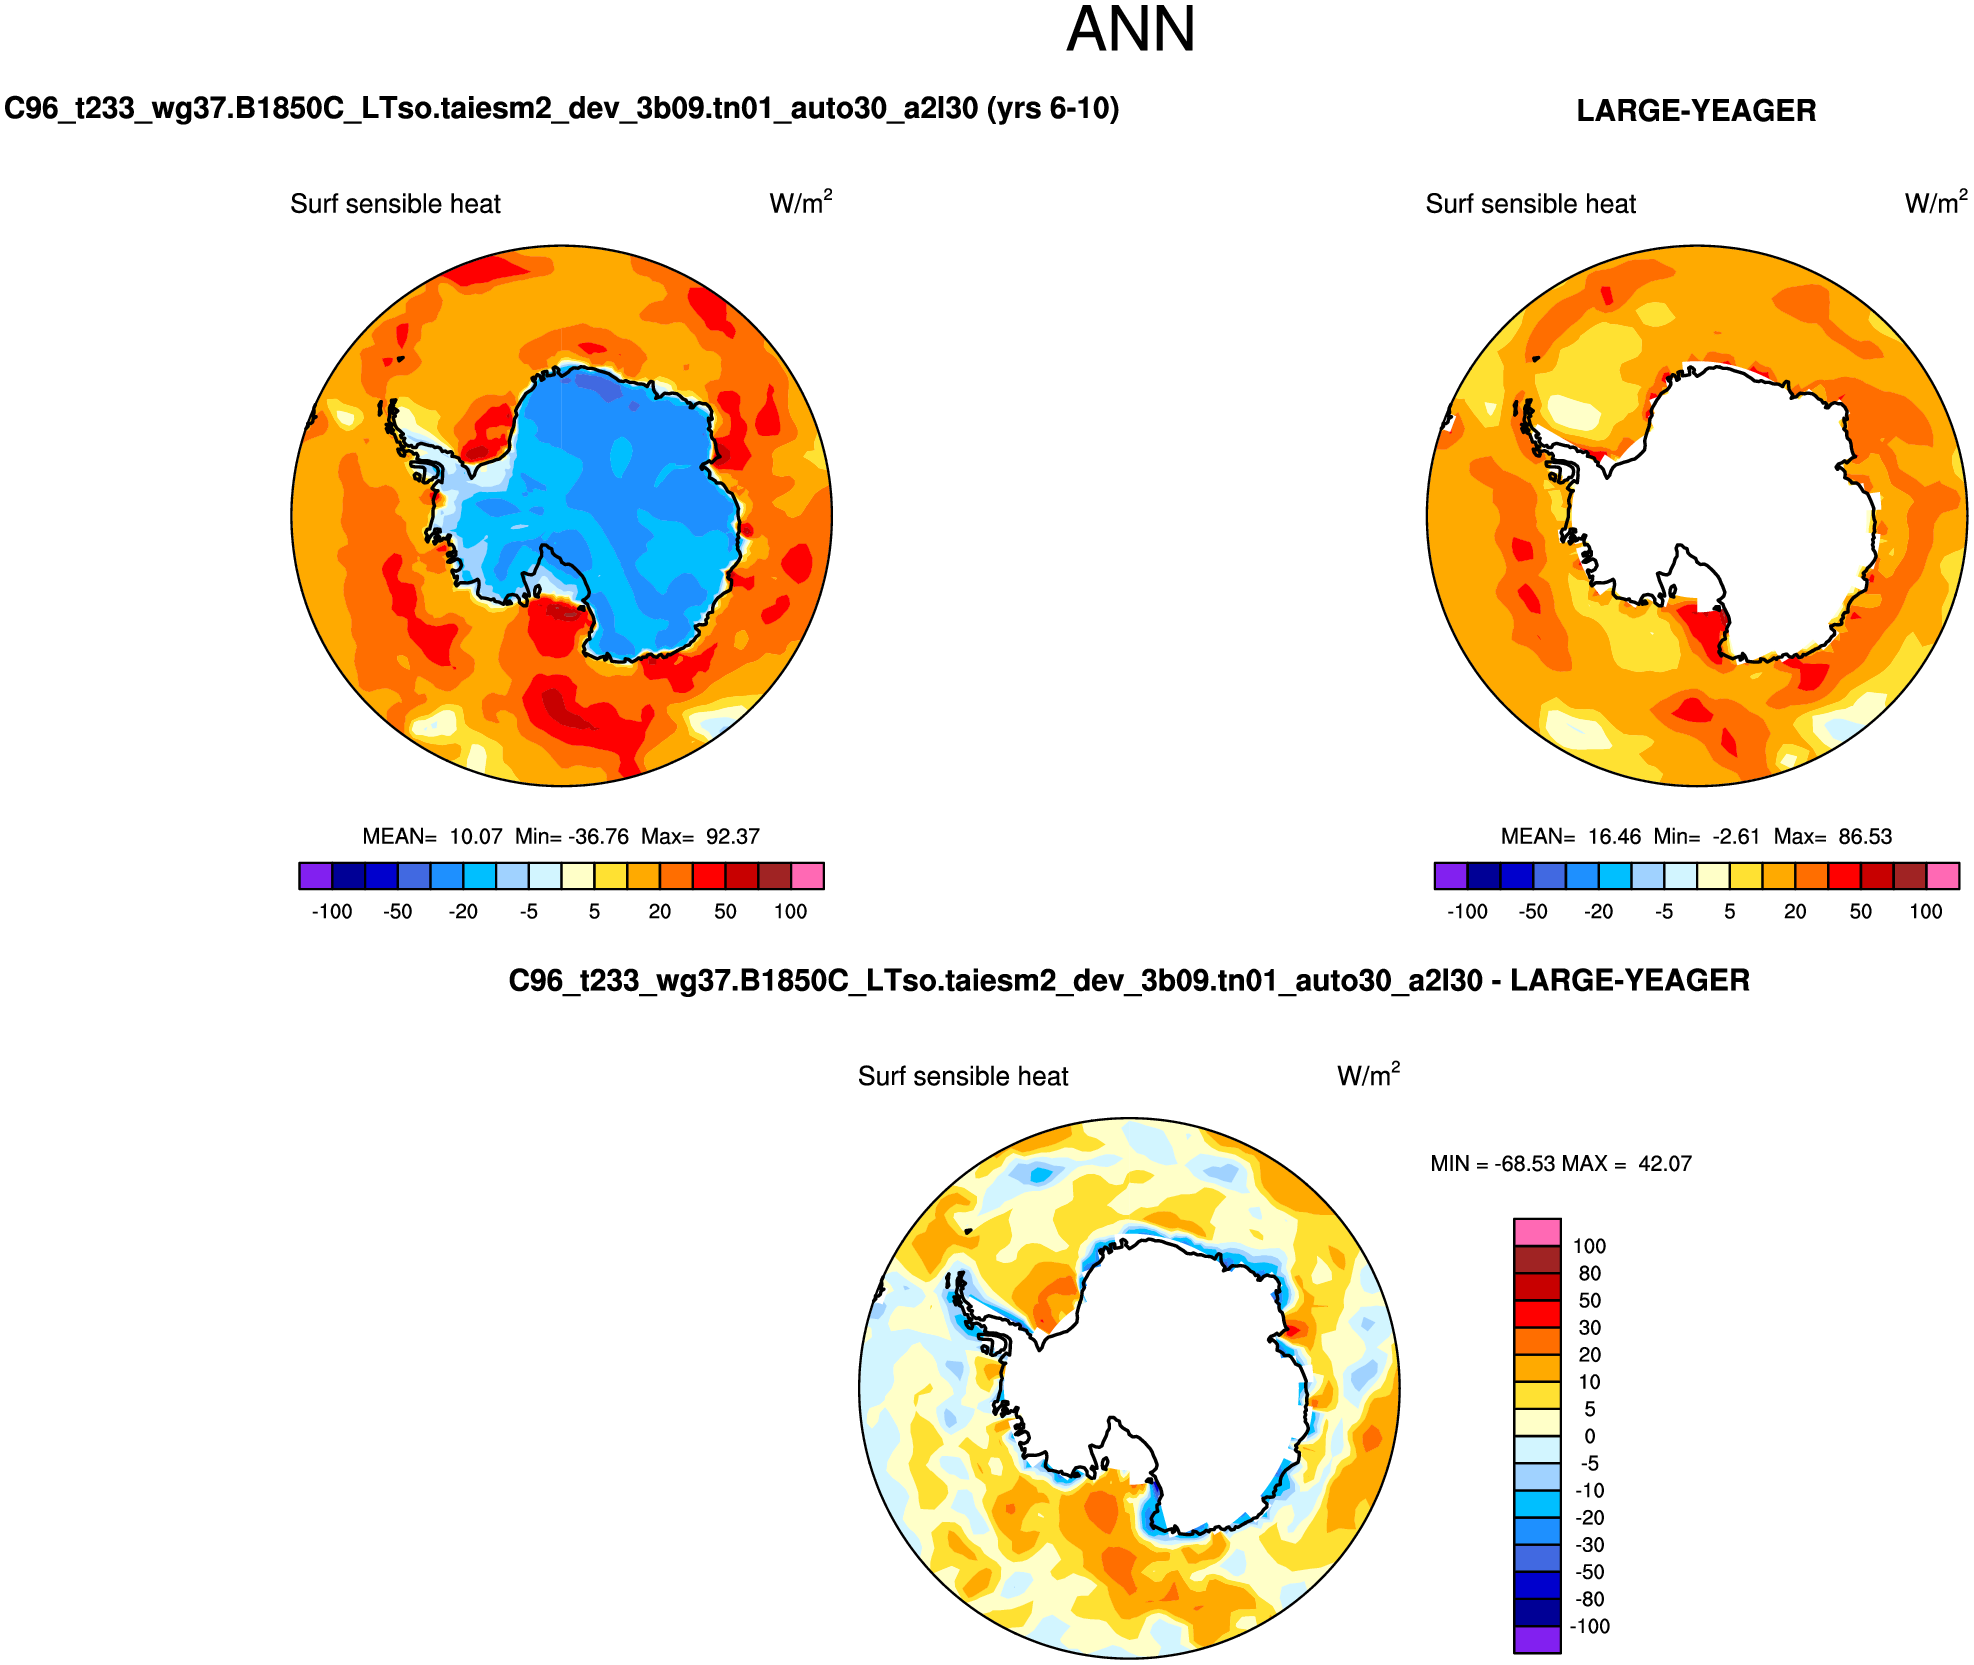 ANN
C96_t233_wg37.B1850C_LTso.taiesm2_dev_3b09.tn01_auto30_a2l30 (yrs 6-10)
LARGE-YEAGER
Surf sensible heat W/m2
Surf sensible heat W/m2
MEAN= 10.07 Min= -36.76 Max= 92.37
MEAN= 16.46 Min= -2.61 Max= 86.53
-100 -50 -20 -5 5 20 50 100
-100 -50 -20 -5 5 20 50 100
C96_t233_wg37.B1850C_LTso.taiesm2_dev_3b09.tn01_auto30_a2l30 - LARGE-YEAGER
Surf sensible heat W/m2
MIN = -68.53 MAX = 42.07
100
80
50
30
20
10
5
0
-5
-10
-20
-30
-50
-80
-100